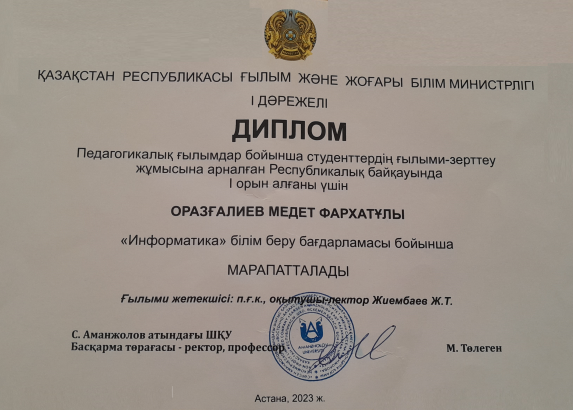 ҚАЗАҚСТАН РЕСПУБЛИКАСЫ ҒЫЛЫМ ЖӘНЕ ЖОҒАРЫ БІЛІМ МИНИСТРЛІГІ
І ДӘРЕЖЕЛІ
ДИПЛОМ
Педагогикалық ғылымдар бойынша студенттердің ғылыми-зерттеу
жұмысына арналған Республикалық байқауында
І орын алғаны үшін
ОРАЗҒАЛИЕВ МЕДЕТ ФАРХАТҰЛЫ
«Информатика» білім беру бағдарламасы бойынша
МАРАПАТТАЛАДЫ
Ғылыми жетекшісі: п.ғ.к., оқытушы-лектор Жиембаев Ж.Т.
С. Аманжолов атындағы ШҚУ
Басқарма төрағасы - ректор, профессор
М. Төлеген
Астана, 2023 ж.